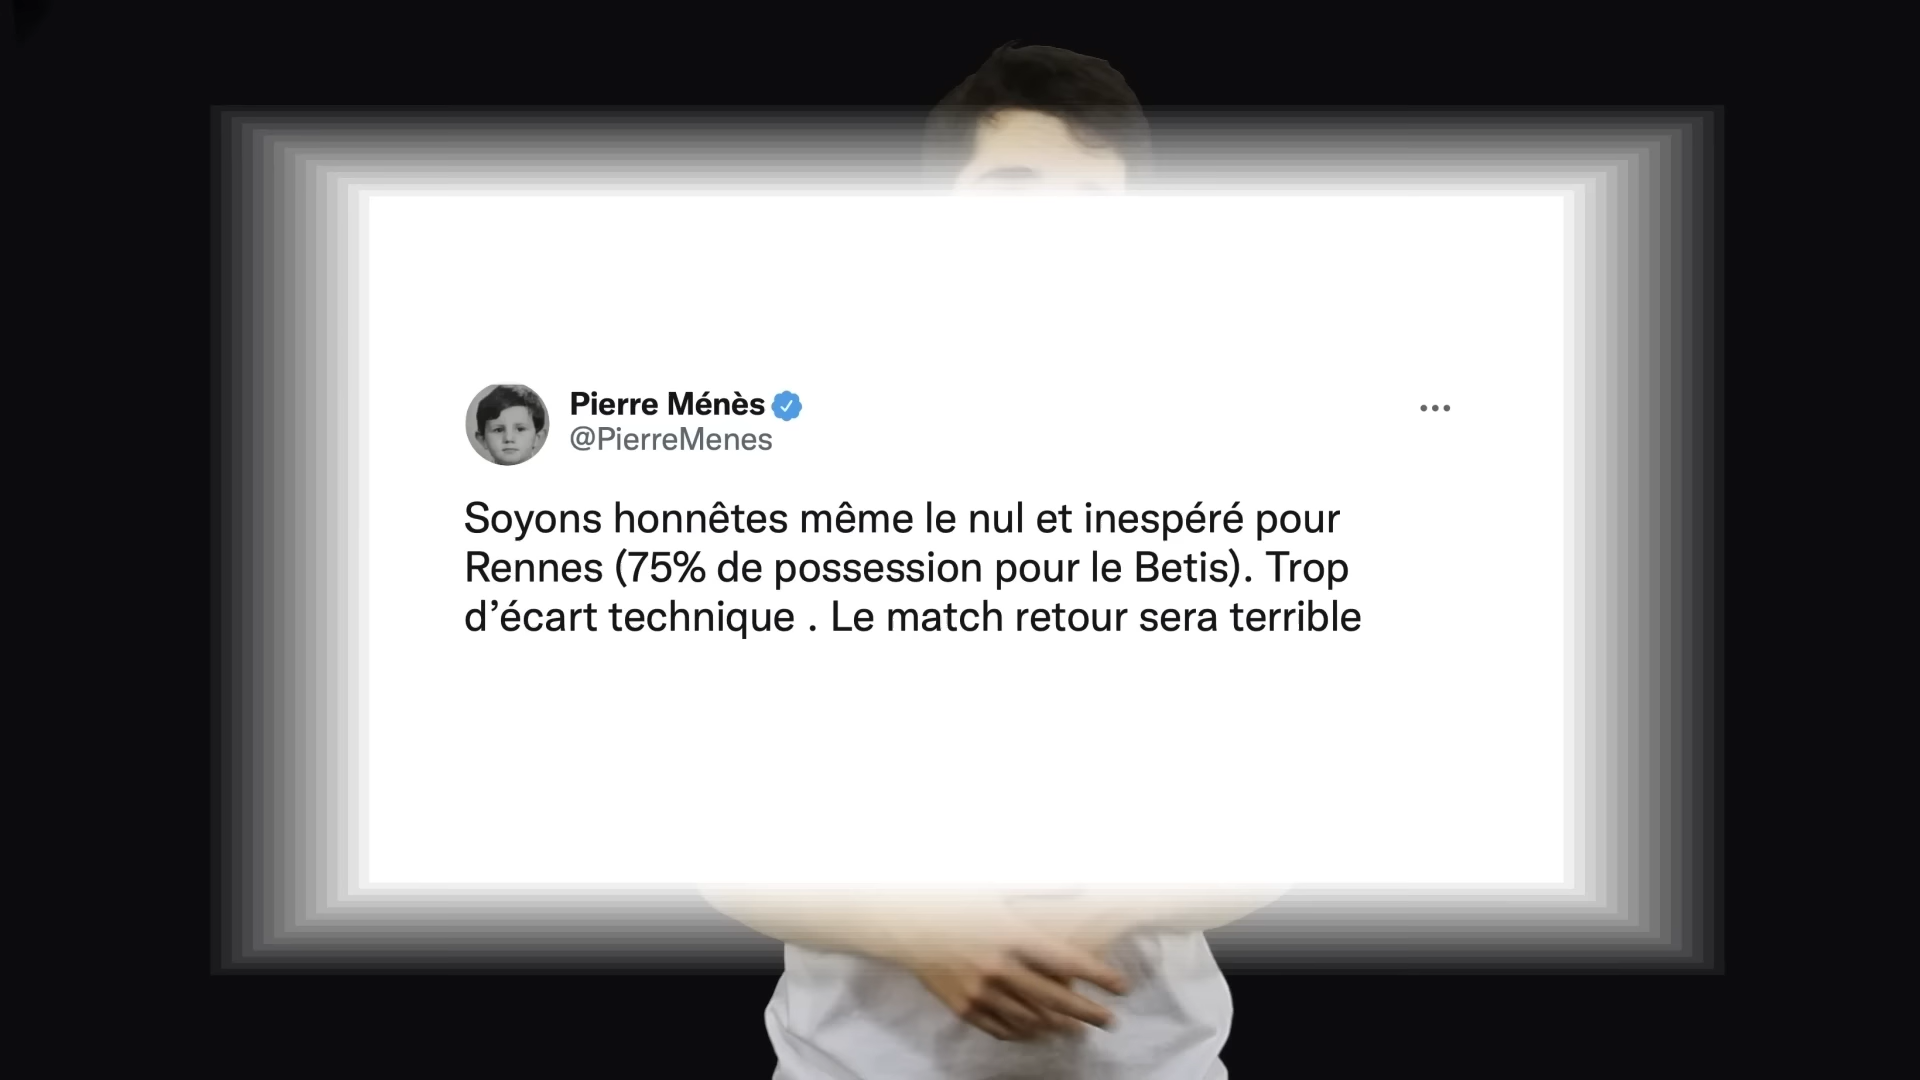 Pierre Ménès
@PierreMenes
Soyons honnêtes même le nul et inespéré pour
Rennes (75% de possession pour le Betis). Trop
d’écart technique . Le match retour sera terrible